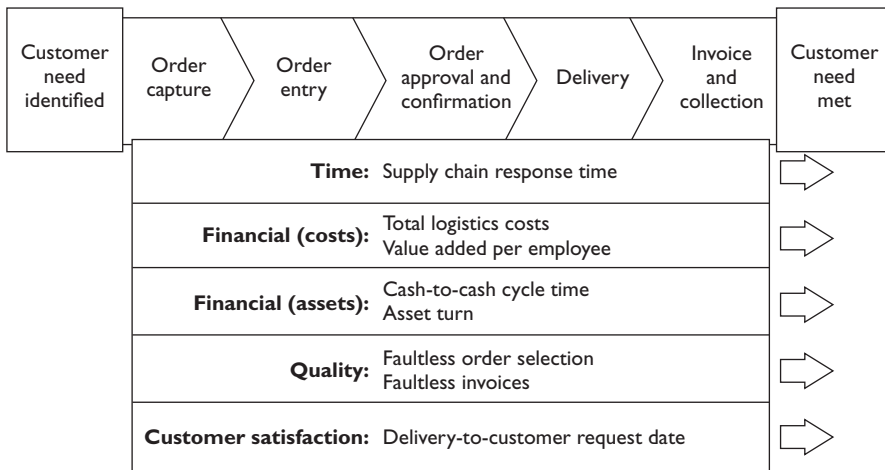 Customer
need
identified
Order
capture
Order
entry
Order
approval and
confirmation
Delivery
Invoice
and
collection
Customer
need
met
Time: Supply chain response time
Financial (costs): Total logistics costs
Value added per employee
Financial (assets): Cash-to-cash cycle time
Asset turn
Quality: Faultless order selection
Faultless invoices
Customer satisfaction: Delivery-to-customer request date